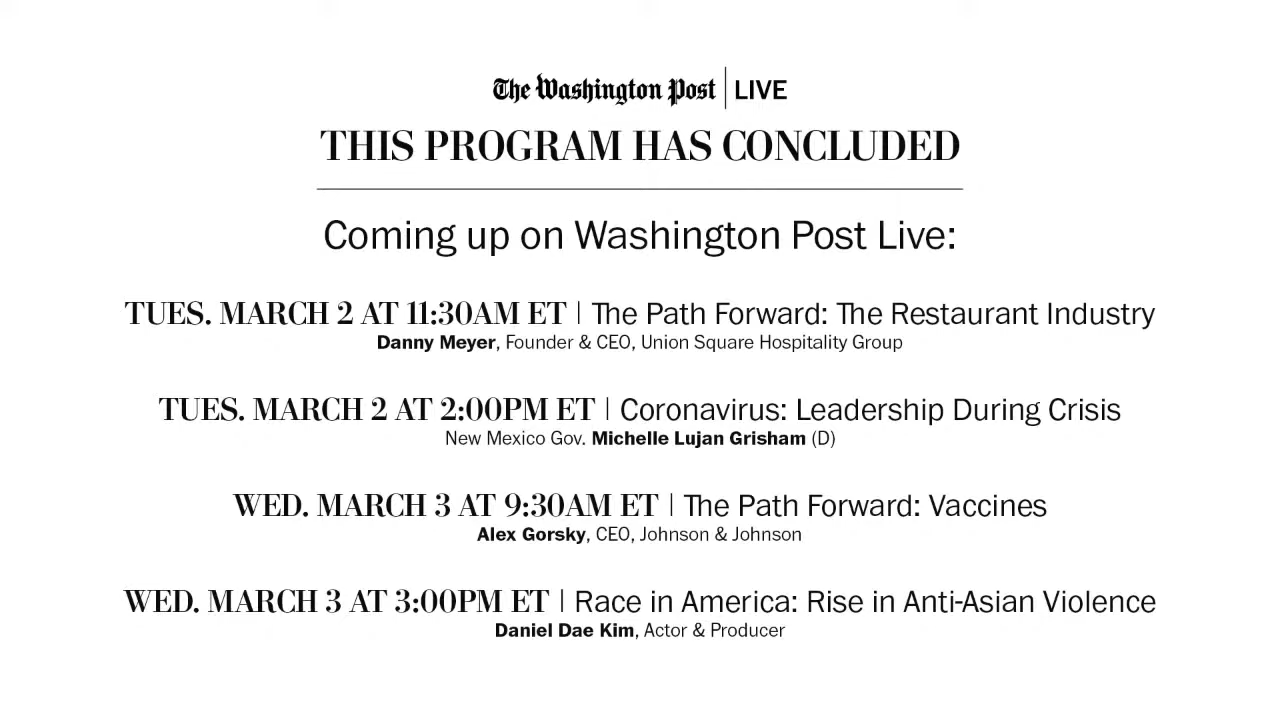 The Washington Post | LIVE
THIS PROGRAM HAS CONCLUDED
Coming up on Washington Post Live:
TUES. MARCH 2 AT 11:30AM ET | The Path Forward: The Restaurant Industry
Danny Meyer, Founder & CEO, Union Square Hospitality Group
TUES. MARCH 2 AT 2:00PM ET | Coronavirus: Leadership During Crisis
New Mexico Gov. Michelle Lujan Grisham (D)
WED. MARCH 3 AT 9:30AM ET | The Path Forward: Vaccines
Alex Gorsky, CEO, Johnson & Johnson
WED. MARCH 3 AT 3:00PM ET | Race in America: Rise in Anti-Asian Violence
Daniel Dae Kim, Actor & Producer